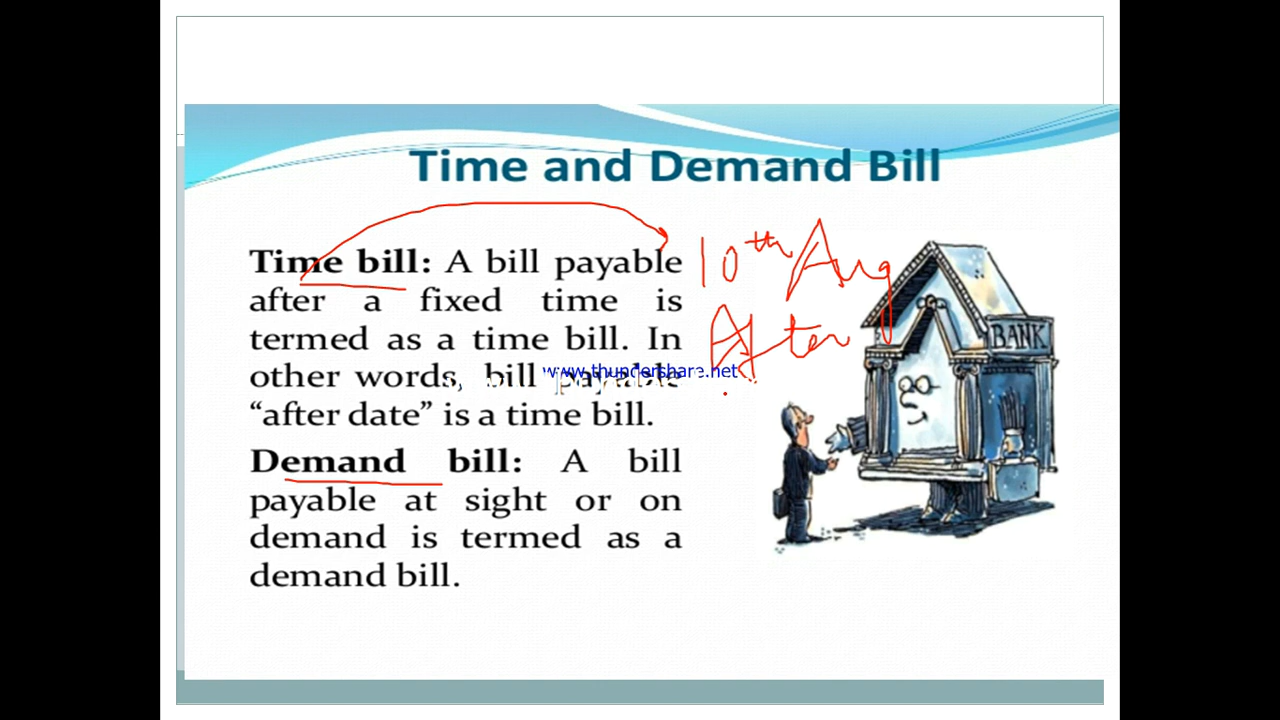 Time and Demand Bill
Time bill: A bill payable
after a fixed time is
termed as a time bill. In
other words, bill payable
“after date” is a time bill.
Demand bill: A bill
payable at sight or on
demand is termed as a
demand bill.
10th Aug
After
BANK
www.thundershare.net